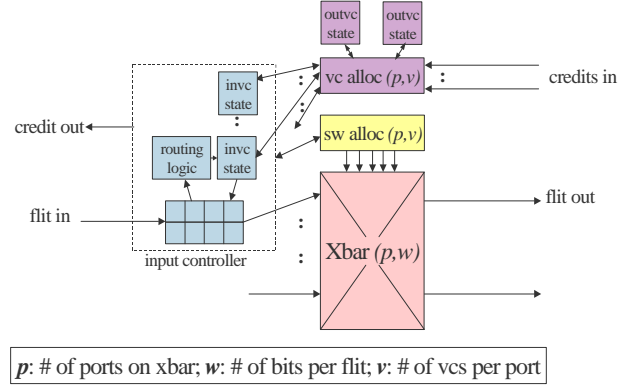 outvc
state
outvc
state
invc
state
vc alloc (p,v)
credits in
credit out
sw alloc (p,v)
routing
logic
invc
state
flit in
flit out
Xbar (p,w)
input controller
p: # of ports on xbar; w: # of bits per flit; v: # of vcs per port